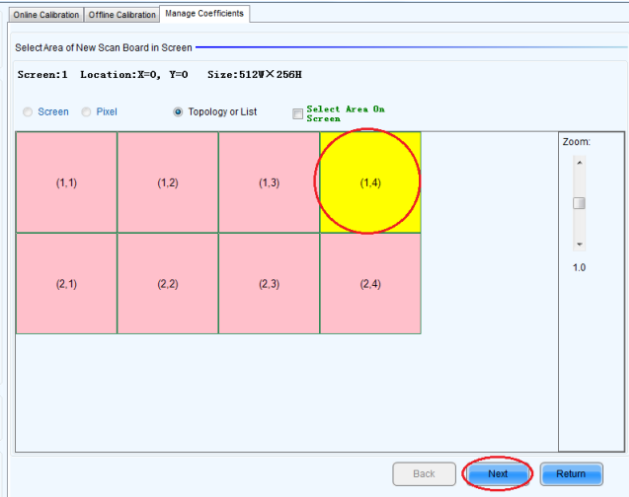 Online Calibration Offline Calibration Manage Coefficients
Select Area of New Scan Board in Screen
Screen:1 Location:X=0, Y=0 Size:512W×256H
Screen Pixel Topology or List Select Area On
Screen
Zoom:
(1,1) (1,2) (1,3) (1,4)
1.0
(2,1) (2,2) (2,3) (2,4)
Back Next Return